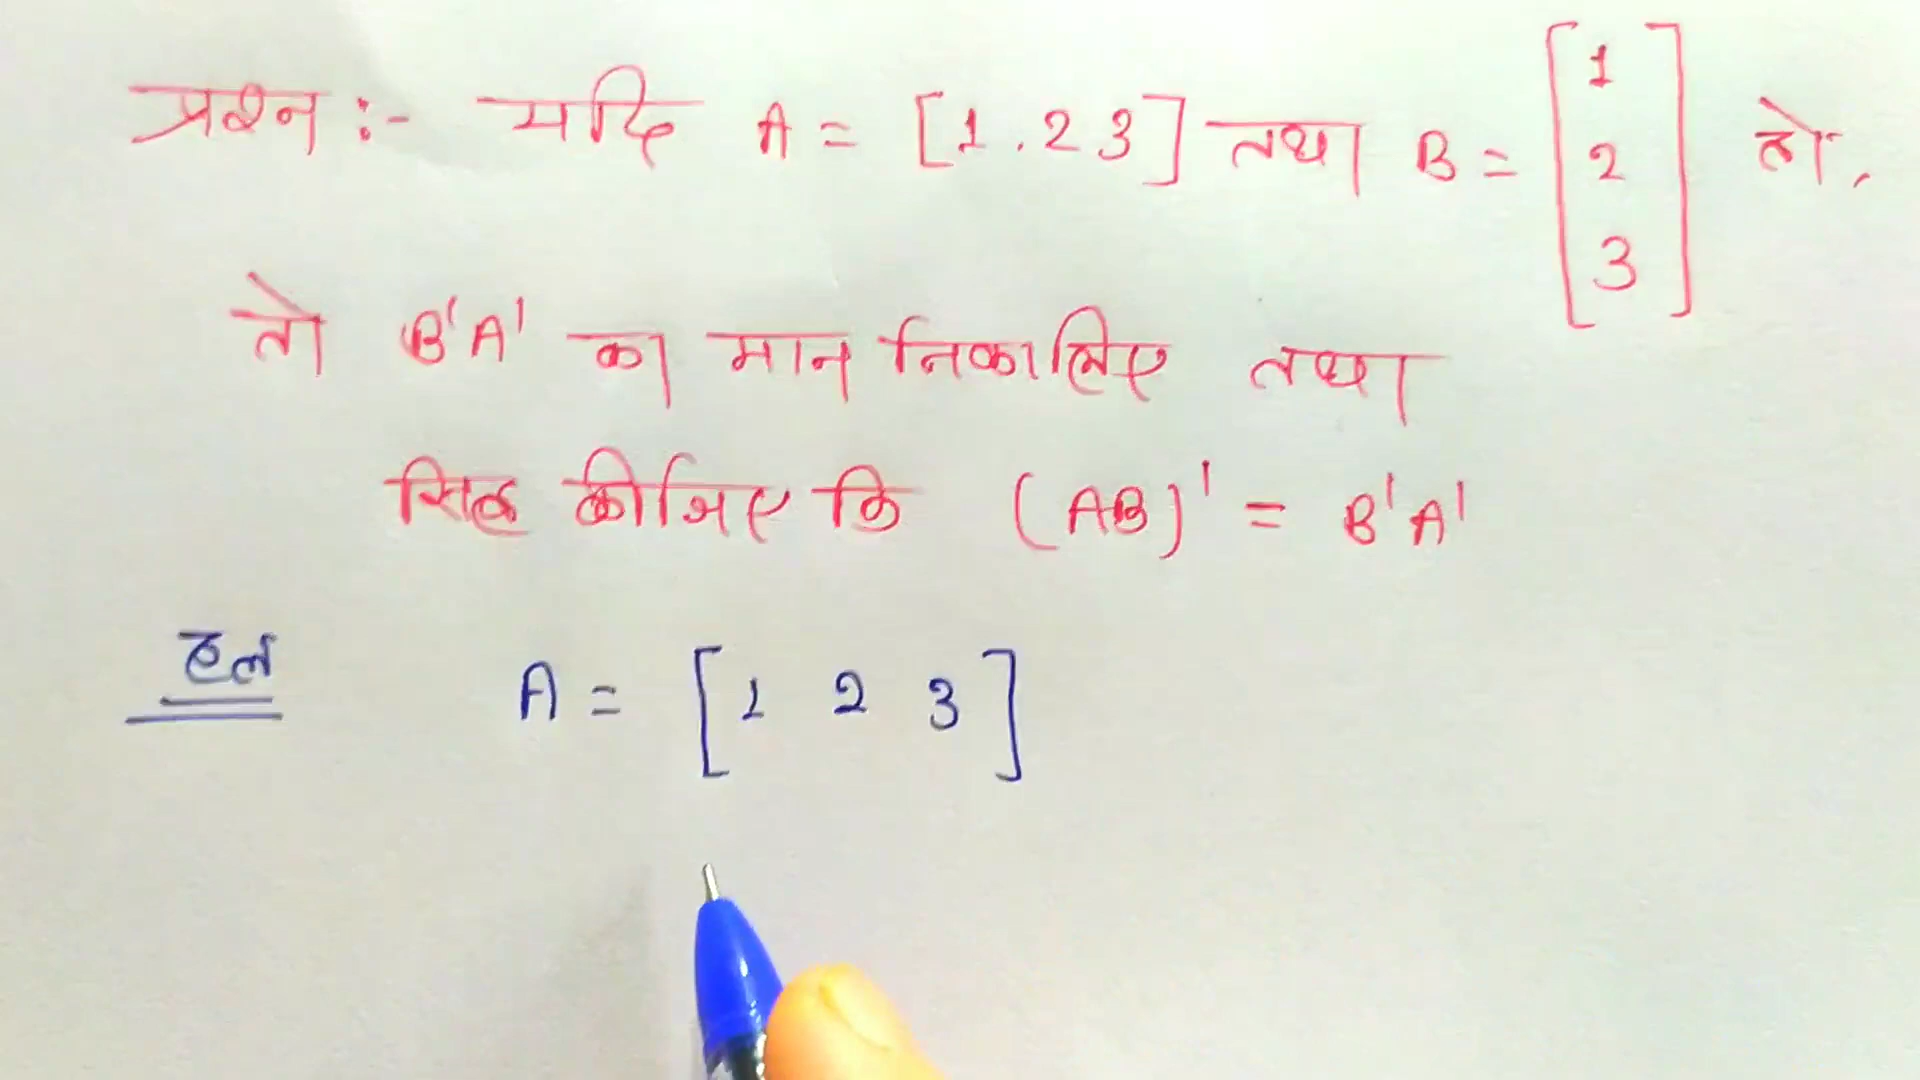 प्रश्न :- यदि A = [1 . 2 3] तथा B = [1 2 3] हो,
तो B'A' का मान निकालिए तथा
सिद्ध कीजिए कि (AB)' = B'A'
हल A = [1 2 3]